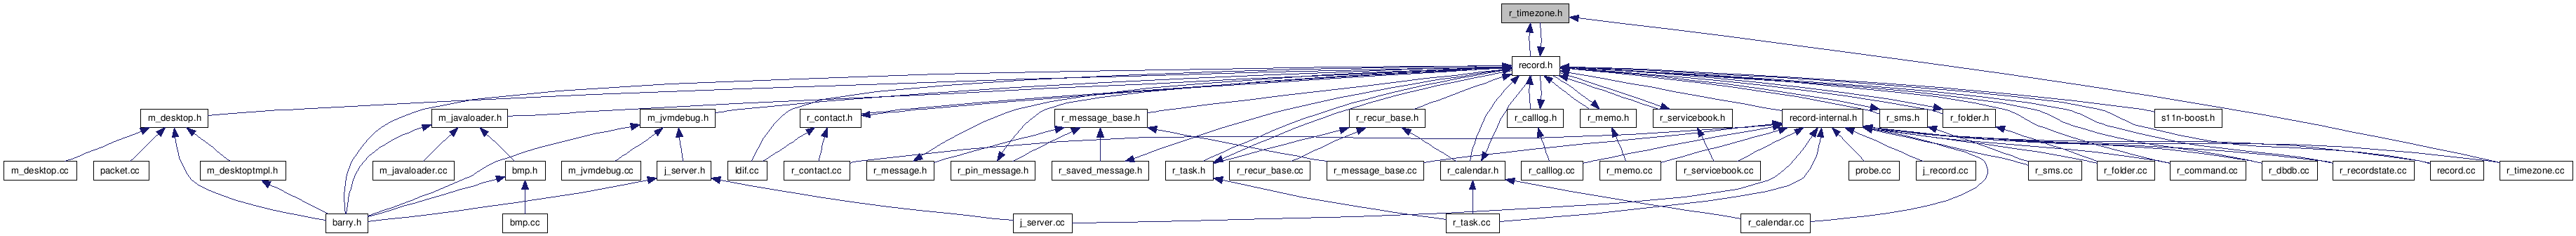 r_timezone.h
record.h
m_desktop.h
m_javaloader.h
m_jvmdebug.h
r_contact.h
r_message_base.h
r_recur_base.h
r_calllog.h
r_memo.h
r_servicebook.h
record-internal.h
r_sms.h
r_folder.h
s11n-boost.h
m_desktop.cc
packet.cc
m_desktoptmpl.h
m_javaloader.cc
bmp.h
m_jvmdebug.cc
j_server.h
ldif.cc
r_contact.cc
r_message.h
r_pin_message.h
r_saved_message.h
r_task.h
r_recur_base.cc
r_message_base.cc
r_calendar.h
r_calllog.cc
r_memo.cc
r_servicebook.cc
probe.cc
j_record.cc
r_sms.cc
r_folder.cc
r_command.cc
r_dbdb.cc
r_recordstate.cc
record.cc
r_timezone.cc
barry.h
bmp.cc
j_server.cc
r_task.cc
r_calendar.cc